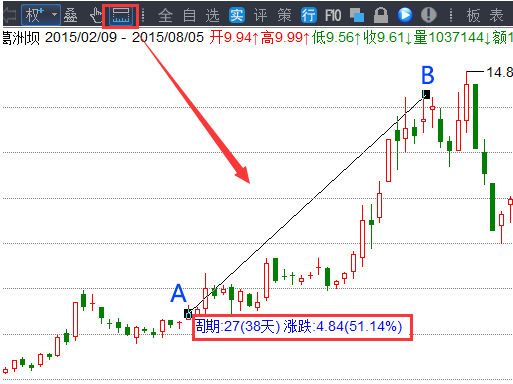 权+ 叠 全 自 选 实 评 策 行 F10 板 表
葛洲坝 2015/02/09 - 2015/08/05 开9.94↑高9.99↑低9.56↑收9.61↓量1037144↓额1
14.8
B
A
周期:27(38天) 涨跌:4.84(51.14%)